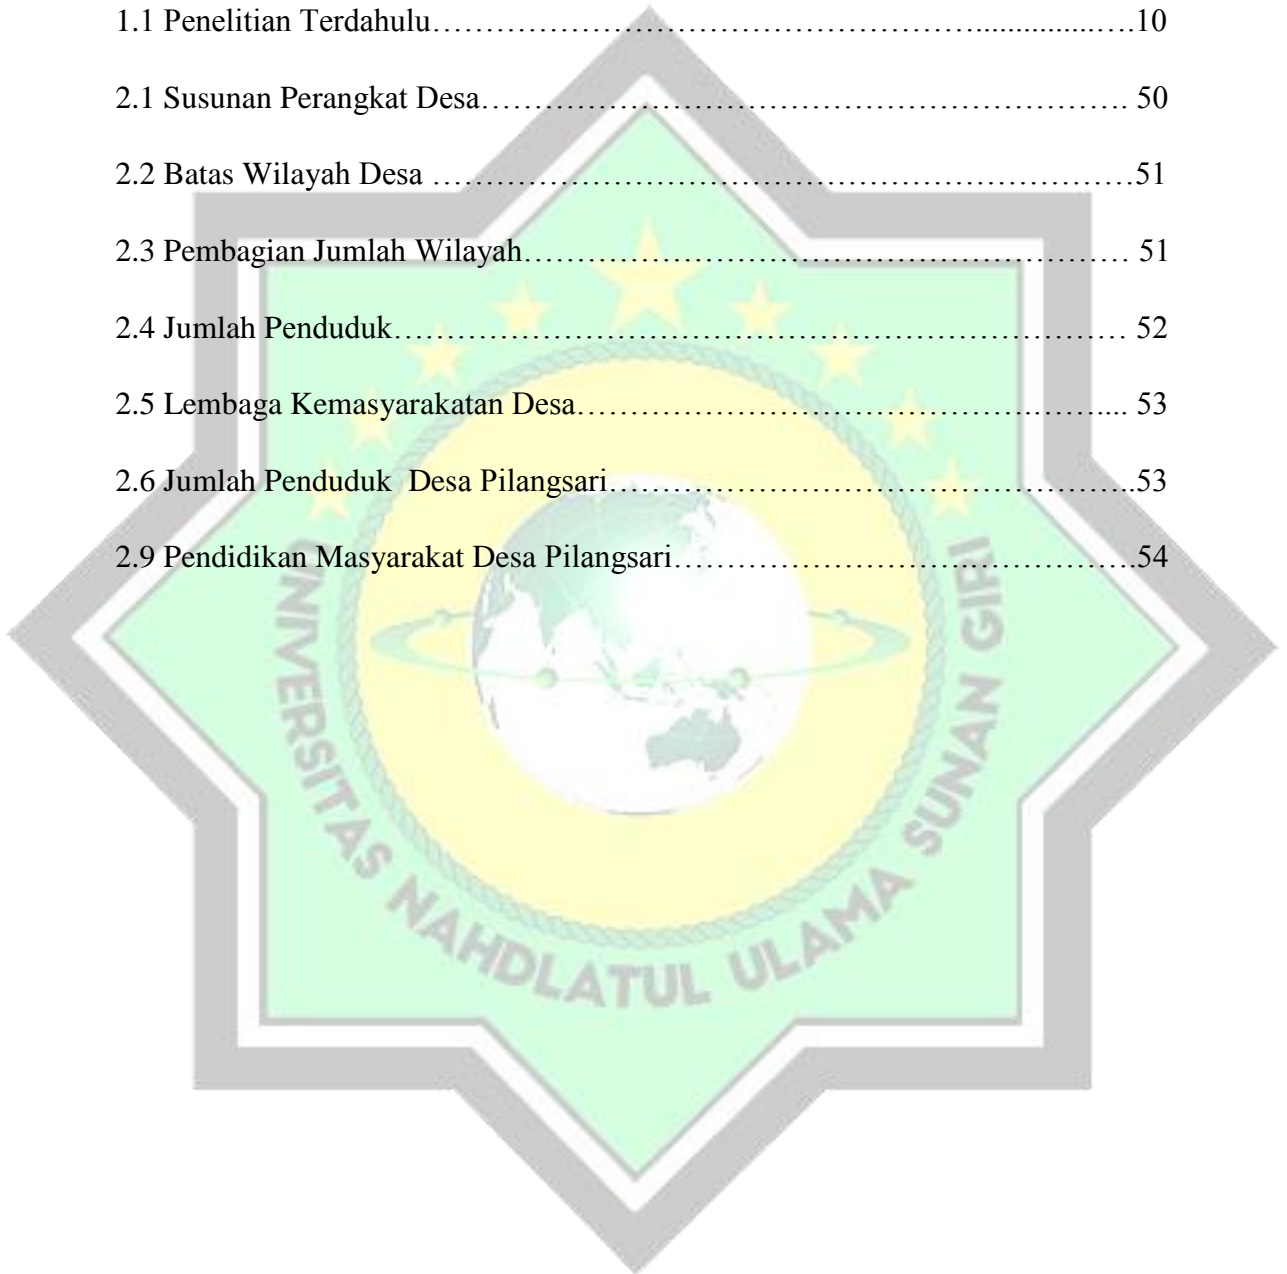 1.1 Penelitian Terdahulu…………………………………………………...............….10
2.1 Susunan Perangkat Desa……………………………………………………………. 50
2.2 Batas Wilayah Desa …………………………………………………………………51
2.3 Pembagian Jumlah Wilayah………………………………………………………… 51
2.4 Jumlah Penduduk…………………………………………………………………… 52
2.5 Lembaga Kemasyarakatan Desa……………………………………….………..... 53
2.6 Jumlah Penduduk  Desa Pilangsari………………………………………………..53
2.9 Pendidikan Masyarakat Desa Pilangsari………………………………………….54
UNIVERSITAS NAHDLATUL ULAMA SUNAN GIRI